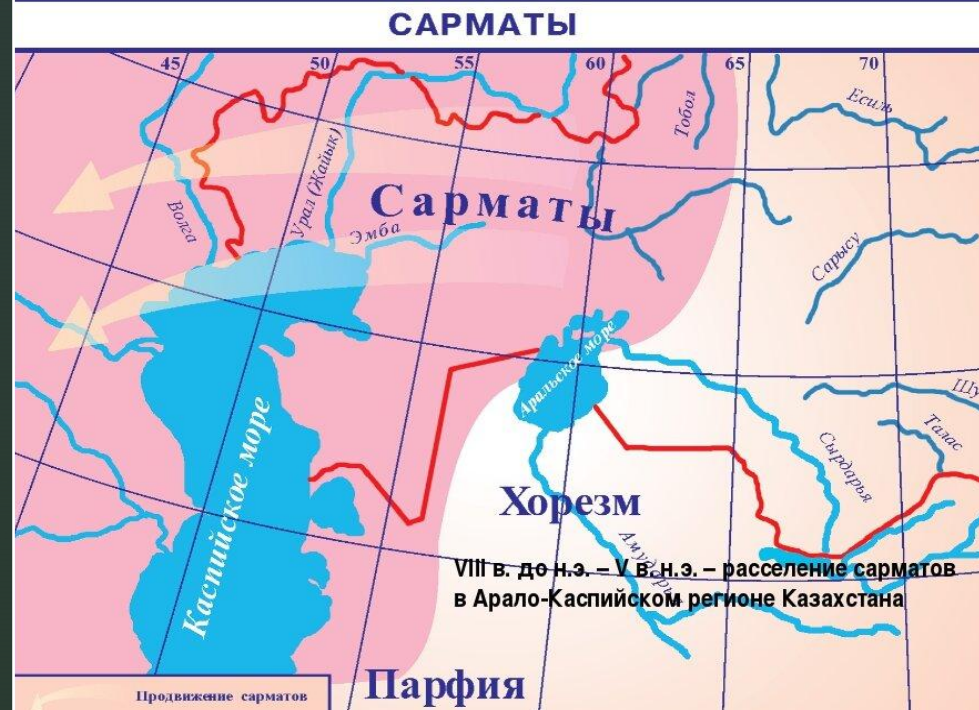 САРМАТЫ
45
50
55
60
65
70
Волга
Урал (Жайык)
Эмба
Тобол
Есиль
Сарматы
Сарысу
Аральское море
Каспийское море
Шу
Талас
Сырдарья
Хорезм
Амударья
VIII в. до н.э. – V в. н.э. – расселение сарматов
в Арало-Каспийском регионе Казахстана
Парфия
Продвижение сарматов